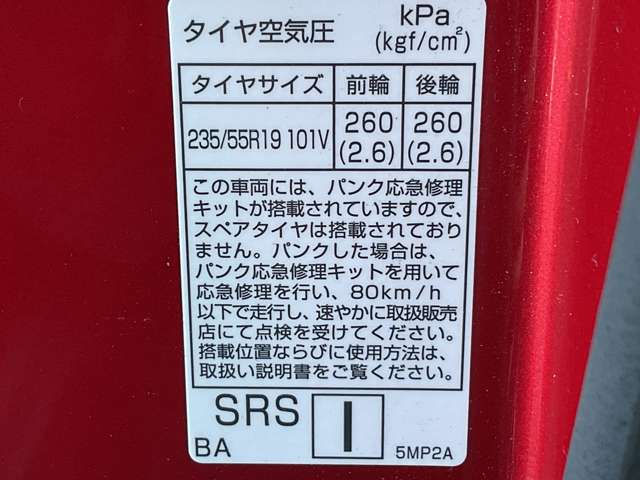 タイヤ空気圧 kPa
(kgf/cm²)
タイヤサイズ 前輪 後輪
235/55R19 101V 260 260
(2.6) (2.6)
この車両には、パンク応急修理
キットが搭載されていますので、
スペアタイヤは搭載されており
ません。パンクした場合は、
パンク応急修理キットを用いて
応急修理を行い、80km/h
以下で走行し、速やかに取扱販売
店にて点検を受けてください。
搭載位置ならびに使用方法は、
取扱い説明書をご覧ください。
SRS I
BA 5MP2A